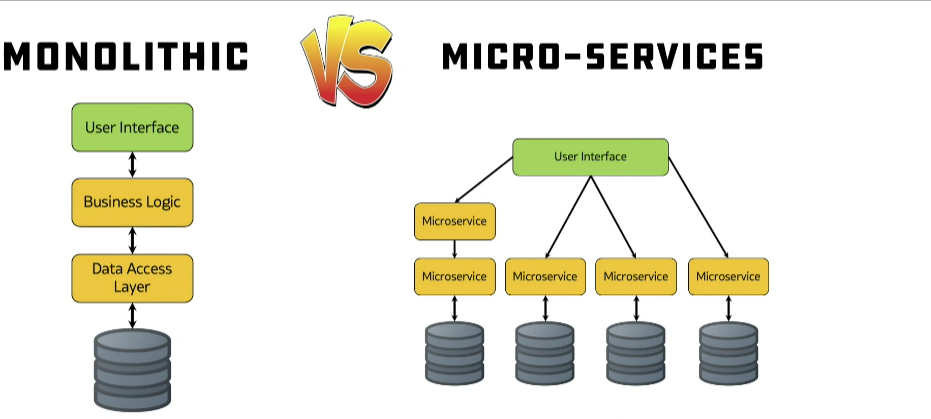 MONOLITHIC
VS
MICRO-SERVICES
User Interface
Business Logic
Data Access
Layer
User Interface
Microservice
Microservice
Microservice
Microservice
Microservice